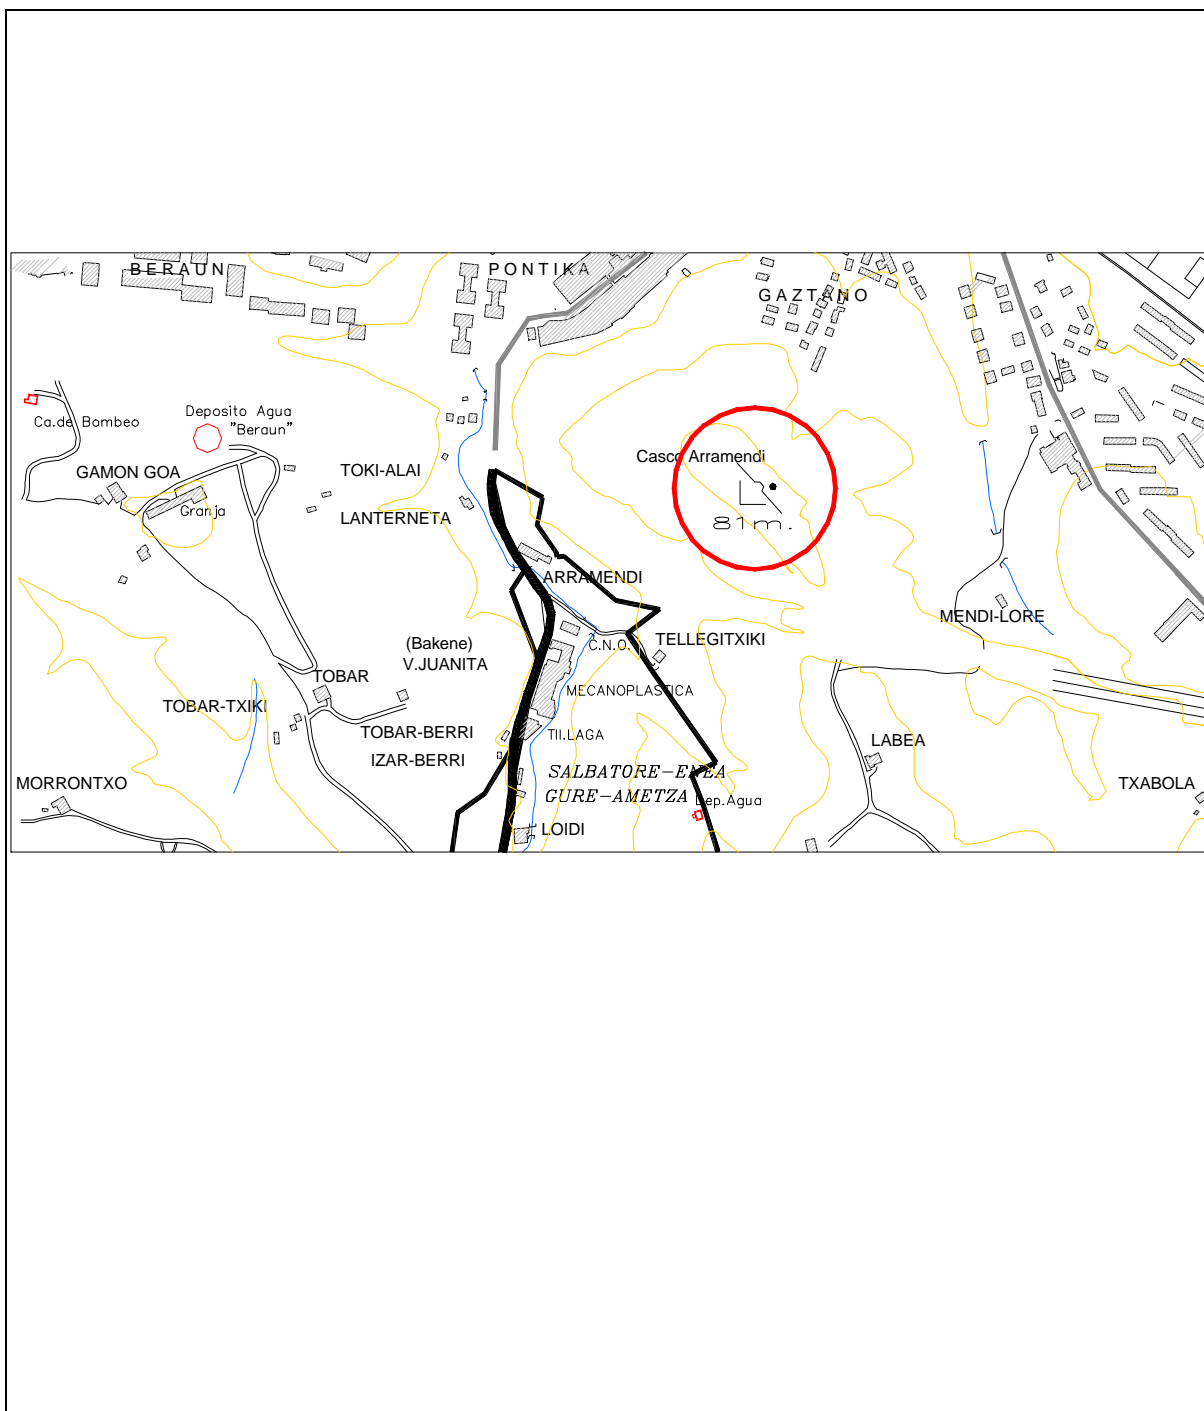 BERAUN
PONTIKA
GAZTANO
Ca.de Bombeo
Deposito Agua
"Beraun"
GAMON GOA
Granja
TOKI-ALAI
LANTERNETA
Casco Arramendi
81m.
ARRAMENDI
MENDI-LORE
C.N.O.
TELLEGITXIKI
(Bakene)
V.JUANITA
TOBAR
MECANOPLASTICA
TOBAR-TXIKI
TOBAR-BERRI
TII.LAGA
LABEA
IZAR-BERRI
SALBATORE-ENEA
MORRONTXO
TXABOLA
GURE-AMETZA
Dep.Agua
LOIDI